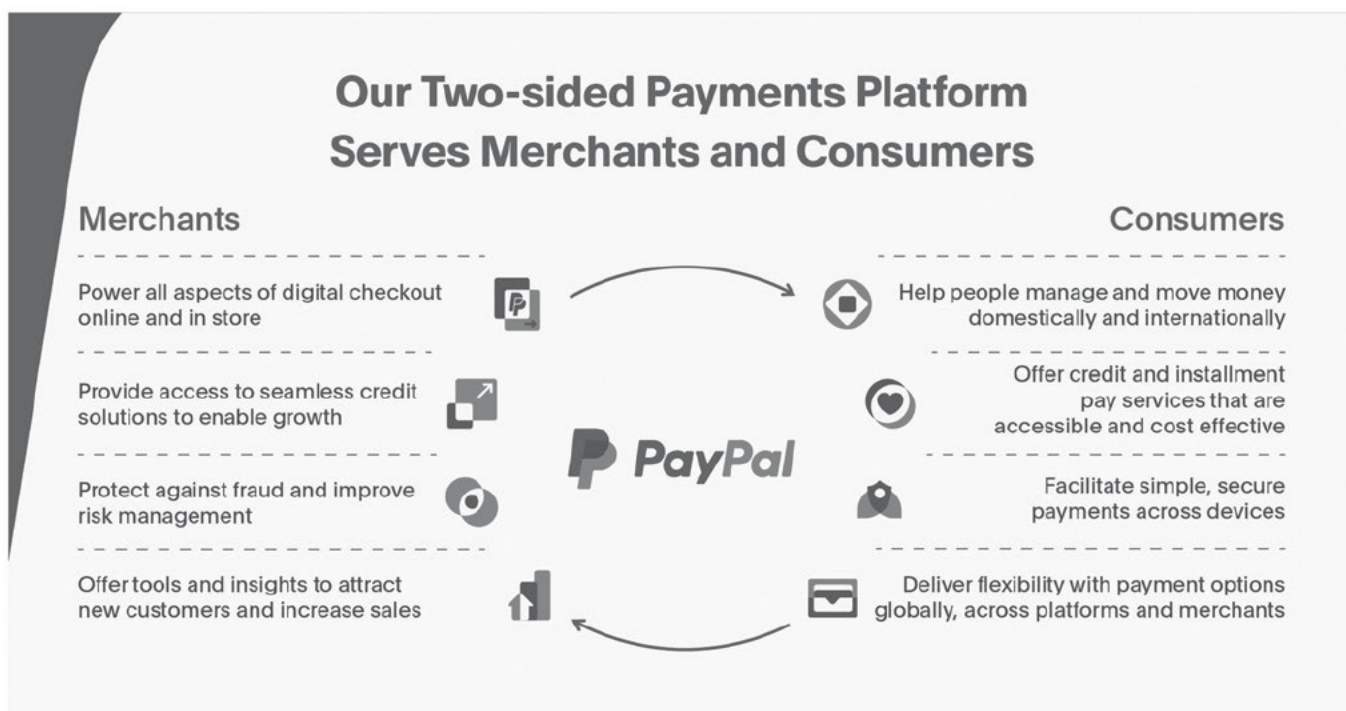 Our Two-sided Payments Platform
Serves Merchants and Consumers
Merchants
Power all aspects of digital checkout
online and in store
Provide access to seamless credit
solutions to enable growth
Protect against fraud and improve
risk management
Offer tools and insights to attract
new customers and increase sales
PayPal
Consumers
Help people manage and move money
domestically and internationally
Offer credit and installment
pay services that are
accessible and cost effective
Facilitate simple, secure
payments across devices
Deliver flexibility with payment options
globally, across platforms and merchants